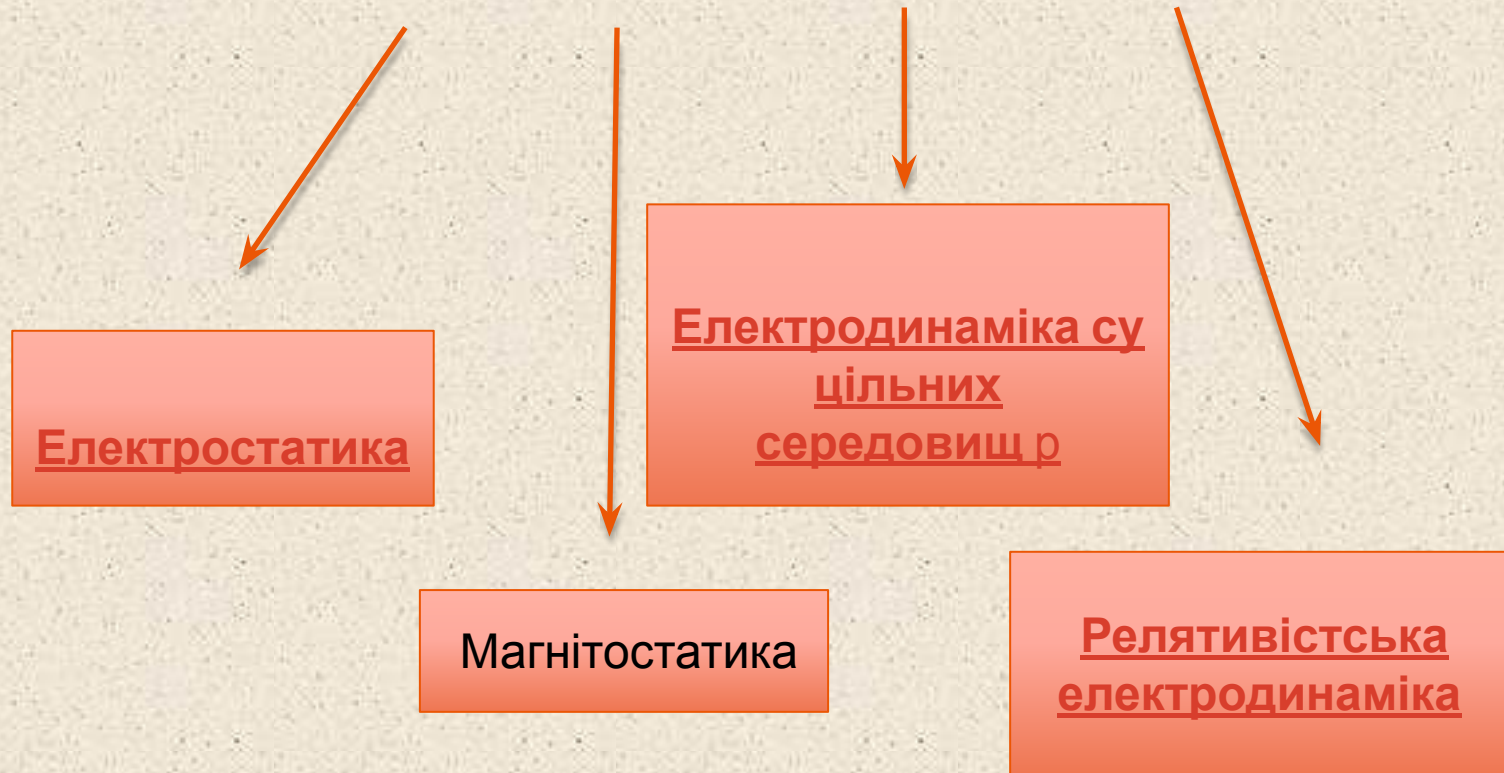 Електростатика
Магнітостатика
Електродинаміка су
цільних
середовищ р
Релятивістська
електродинаміка